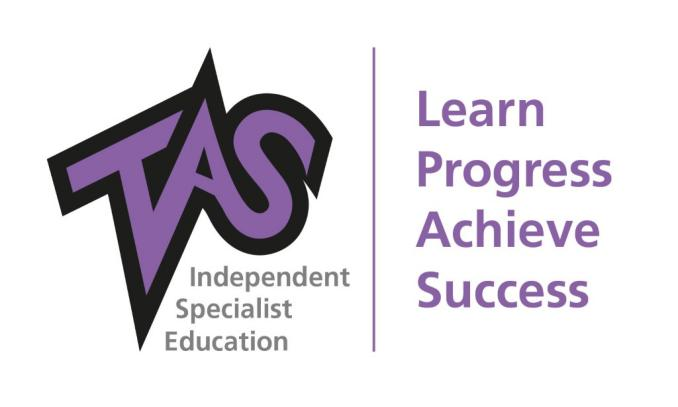 TAS
Independent
Specialist
Education
Learn
Progress
Achieve
Success